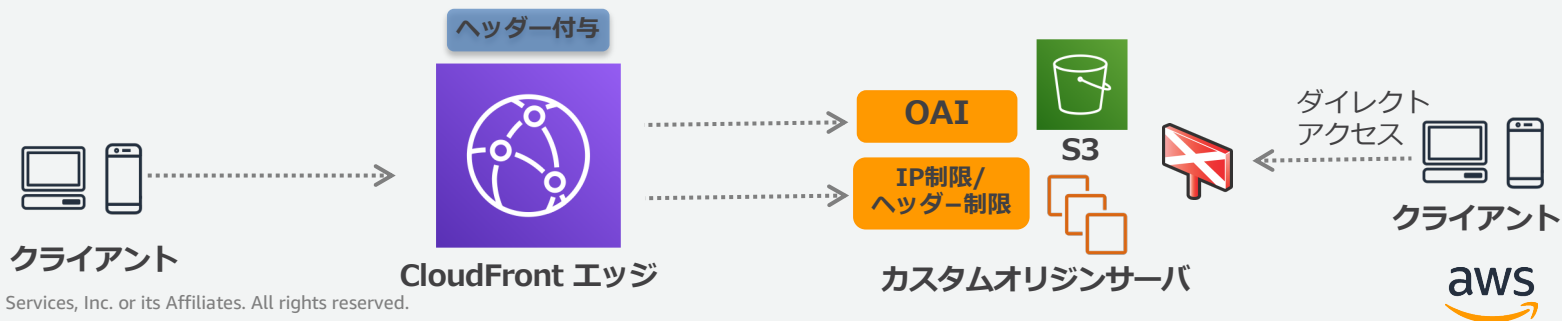 ヘッダー付与
OAI
S3
IP制限/
ヘッダー制限
ダイレクト
アクセス
クライアント
CloudFront エッジ
カスタムオリジンサーバ
クライアント
Services, Inc. or its Affiliates. All rights reserved.
aws